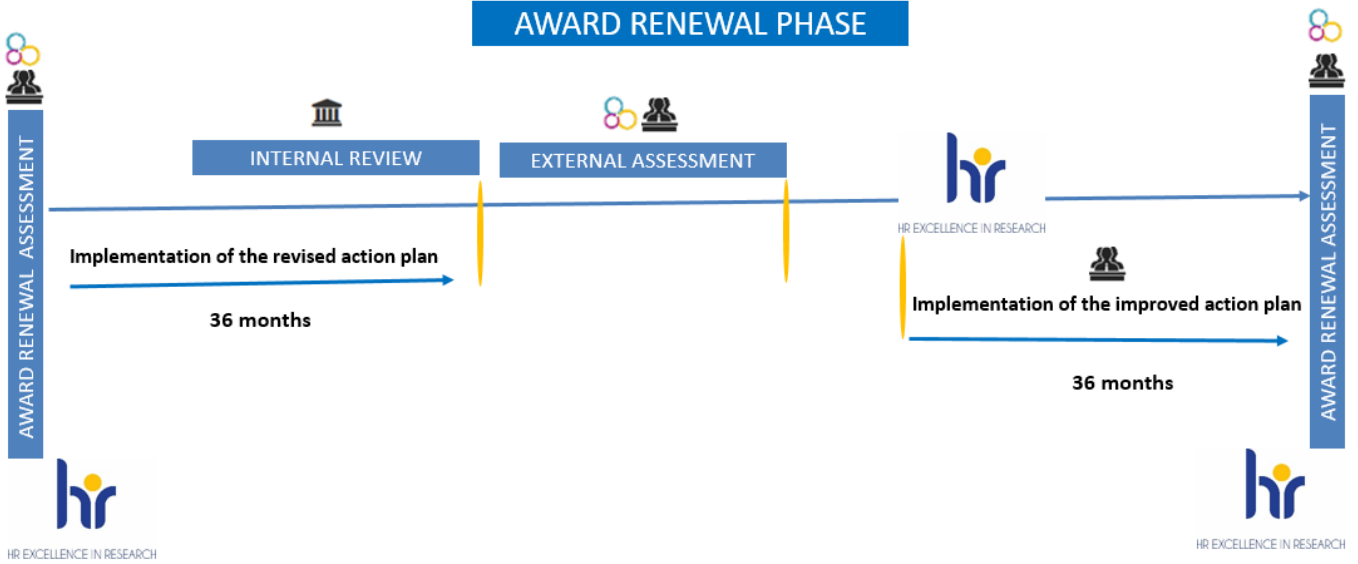 AWARD RENEWAL PHASE
AWARD RENEWAL ASSESSMENT
INTERNAL REVIEW
EXTERNAL ASSESSMENT
hr
HR EXCELLENCE IN RESEARCH
Implementation of the revised action plan
36 months
Implementation of the improved action plan
36 months
AWARD RENEWAL ASSESSMENT
hr
HR EXCELLENCE IN RESEARCH
hr
HR EXCELLENCE IN RESEARCH